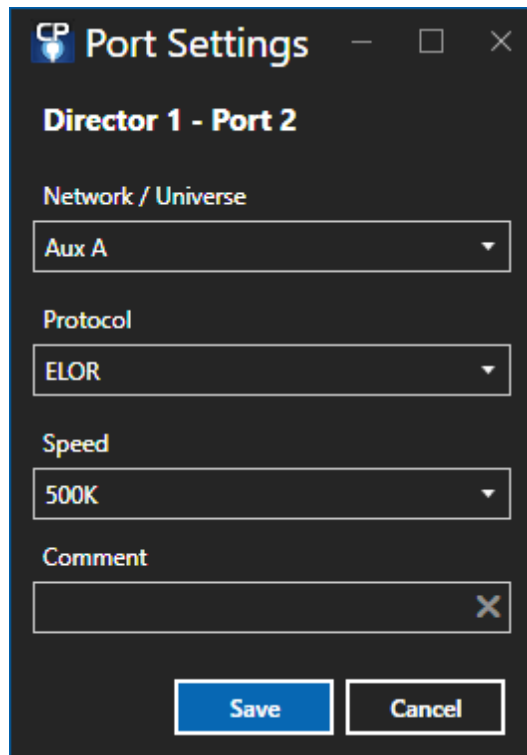 CP Port Settings
Director 1 - Port 2
Network / Universe
Aux A
Protocol
ELOR
Speed
500K
Comment
Save Cancel